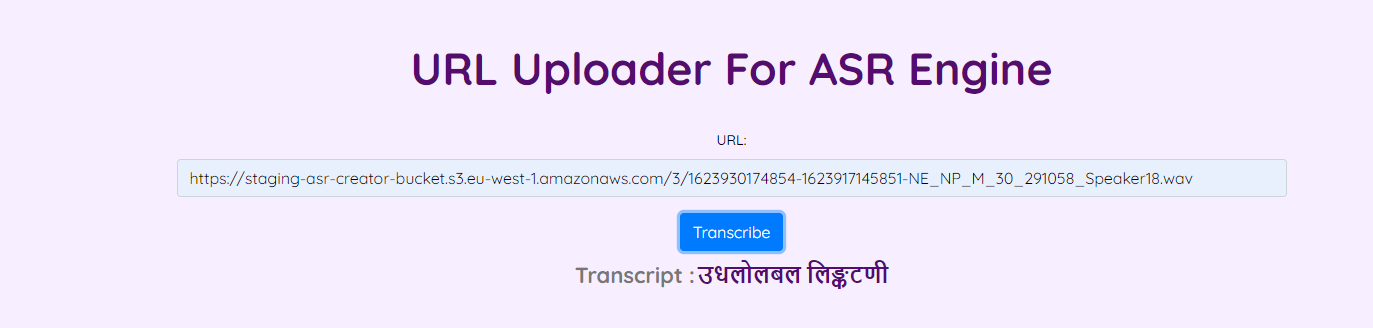 URL Uploader For ASR Engine
URL:
https://staging-asr-creator-bucket.s3.eu-west-1.amazonaws.com/3/1623930174854-1623917145851-NE_NP_M_30_291058_Speaker18.wav
Transcribe
Transcript : उधलोलबल लिङ्कटणी